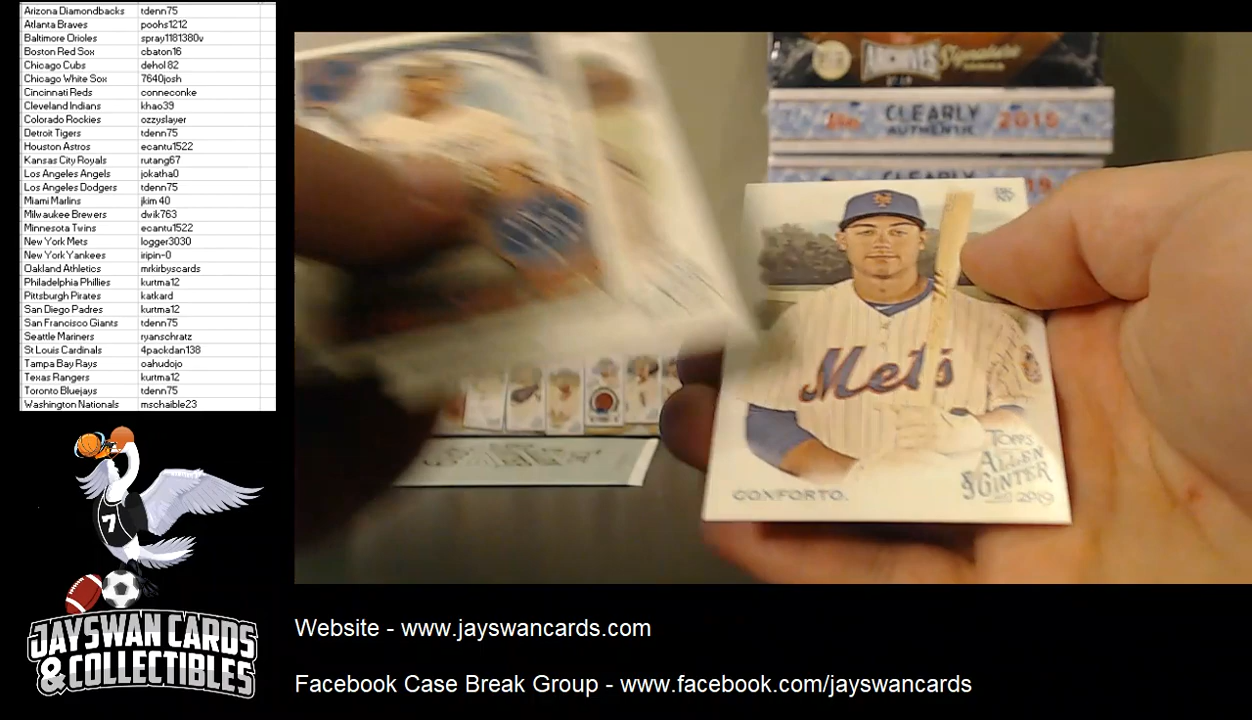 Arizona Diamondbacks tdenn75
Atlanta Braves poohs1212
Baltimore Orioles spray1181380v
Boston Red Sox cbaton16
Chicago Cubs dehol 82
Chicago White Sox 7640josh
Cincinnati Reds conneconke
Cleveland Indians khao39
Colorado Rockies ozzyslayer
Detroit Tigers tdenn75
Houston Astros ecantu1522
Kansas City Royals rutang67
Los Angeles Angels jokatha0
Los Angeles Dodgers tdenn75
Miami Marlins jkim 40
Milwaukee Brewers dwik763
Minnesota Twins ecantu1522
New York Mets logger3030
New York Yankees iripin-0
Oakland Athletics mrkirbyscards
Philadelphia Phillies kurtma12
Pittsburgh Pirates katkard
San Diego Padres kurtma12
San Francisco Giants tdenn75
Seattle Mariners ryanschratz
St Louis Cardinals 4packdan138
Tampa Bay Rays oahudojo
Texas Rangers kurtma12
Toronto Bluejays tdenn75
Washington Nationals mschaible23
7
JAYSWAN CARDS
& COLLECTIBLES
ARCHIVES Signature
CLEARLY
AUTHENTIC
CLEARLY
19
Mets
TOPPS
ALLEN
& GINTER
2019
CONFORTO.
Website - www.jayswancards.com
Facebook Case Break Group - www.facebook.com/jayswancards